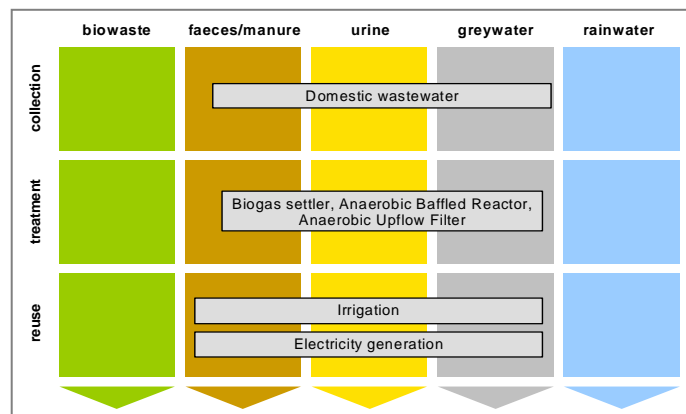 biowaste faeces/manure urine greywater rainwater
collection
Domestic wastewater
treatment
Biogas settler, Anaerobic Baffled Reactor,
Anaerobic Upflow Filter
reuse
Irrigation
Electricity generation